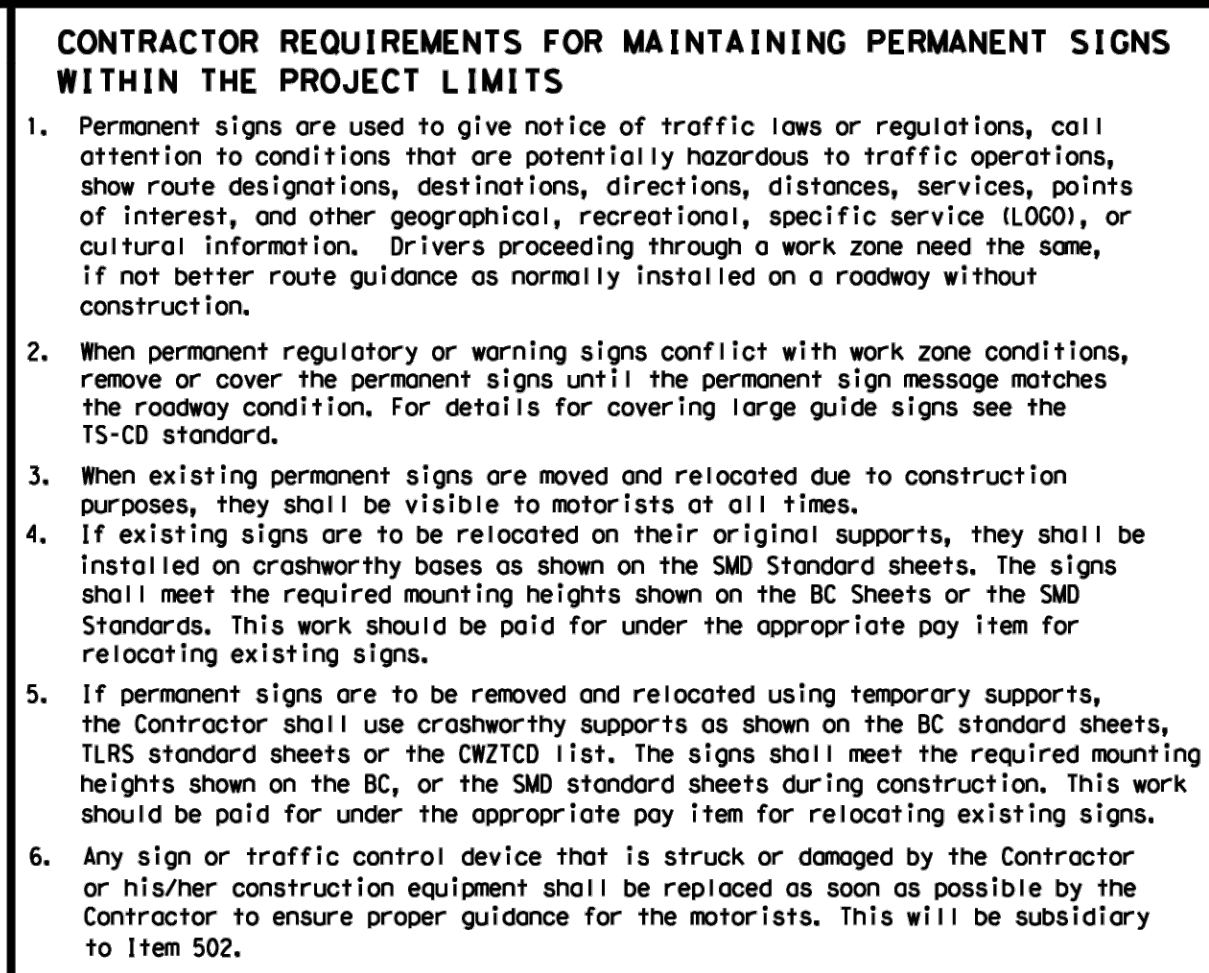 CONTRACTOR REQUIREMENTS FOR MAINTAINING PERMANENT SIGNS
WITHIN THE PROJECT LIMITS
1. Permanent signs are used to give notice of traffic laws or regulations, call
attention to conditions that are potentially hazardous to traffic operations,
show route designations, destinations, directions, distances, services, points
of interest, and other geographical, recreational, specific service (LOGO), or
cultural information. Drivers proceeding through a work zone need the same,
if not better route guidance as normally installed on a roadway without
construction.
2. When permanent regulatory or warning signs conflict with work zone conditions,
remove or cover the permanent signs until the permanent sign message matches
the roadway condition. For details for covering large guide signs see the
TS-CD standard.
3. When existing permanent signs are moved and relocated due to construction
purposes, they shall be visible to motorists at all times.
4. If existing signs are to be relocated on their original supports, they shall be
installed on crashworthy bases as shown on the SMD Standard sheets. The signs
shall meet the required mounting heights shown on the BC Sheets or the SMD
Standards. This work should be paid for under the appropriate pay item for
relocating existing signs.
5. If permanent signs are to be removed and relocated using temporary supports,
the Contractor shall use crashworthy supports as shown on the BC standard sheets,
TLRS standard sheets or the CWZTCD list. The signs shall meet the required mounting
heights shown on the BC, or the SMD standard sheets during construction. This work
should be paid for under the appropriate pay item for relocating existing signs.
6. Any sign or traffic control device that is struck or damaged by the Contractor
or his/her construction equipment shall be replaced as soon as possible by the
Contractor to ensure proper guidance for the motorists. This will be subsidiary
to Item 502.